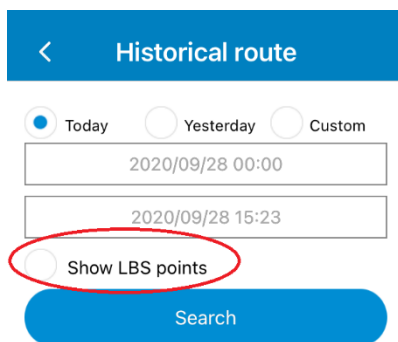 Historical route
Today Yesterday Custom
2020/09/28 00:00
2020/09/28 15:23
Show LBS points
Search